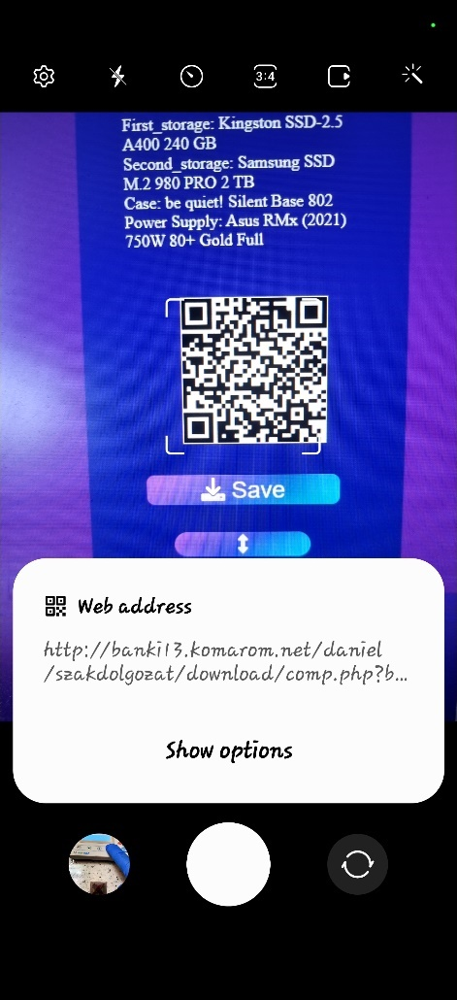 3:4
First_storage: Kingston SSD-2.5
A400 240 GB
Second_storage: Samsung SSD
M.2 980 PRO 2 TB
Case: be quiet! Silent Base 802
Power Supply: Asus RMx (2021)
750W 80+ Gold Full
Save
Web address
http://banki13.komarom.net/daniel
/szakdolgozat/download/comp.php?b...
Show options